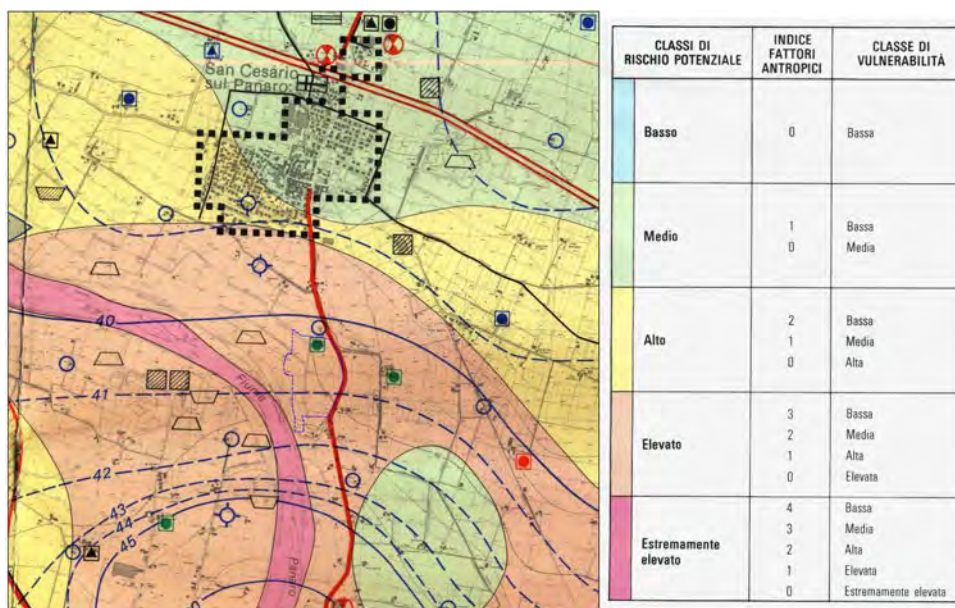 San Cesário
sul Panaro
40
41
42
43
44
45
Fiume
Panaro
CLASSI DI RISCHIO POTENZIALE
INDICE FATTORI ANTROPICI
CLASSE DI VULNERABILITÀ
Basso
0 Bassa
Medio
1 Bassa
0 Media
Alto
2 Bassa
1 Media
0 Alta
Elevato
3 Bassa
2 Media
1 Alta
0 Elevata
Estremamente elevato
4 Bassa
3 Media
2 Alta
1 Elevata
0 Estremamente elevata